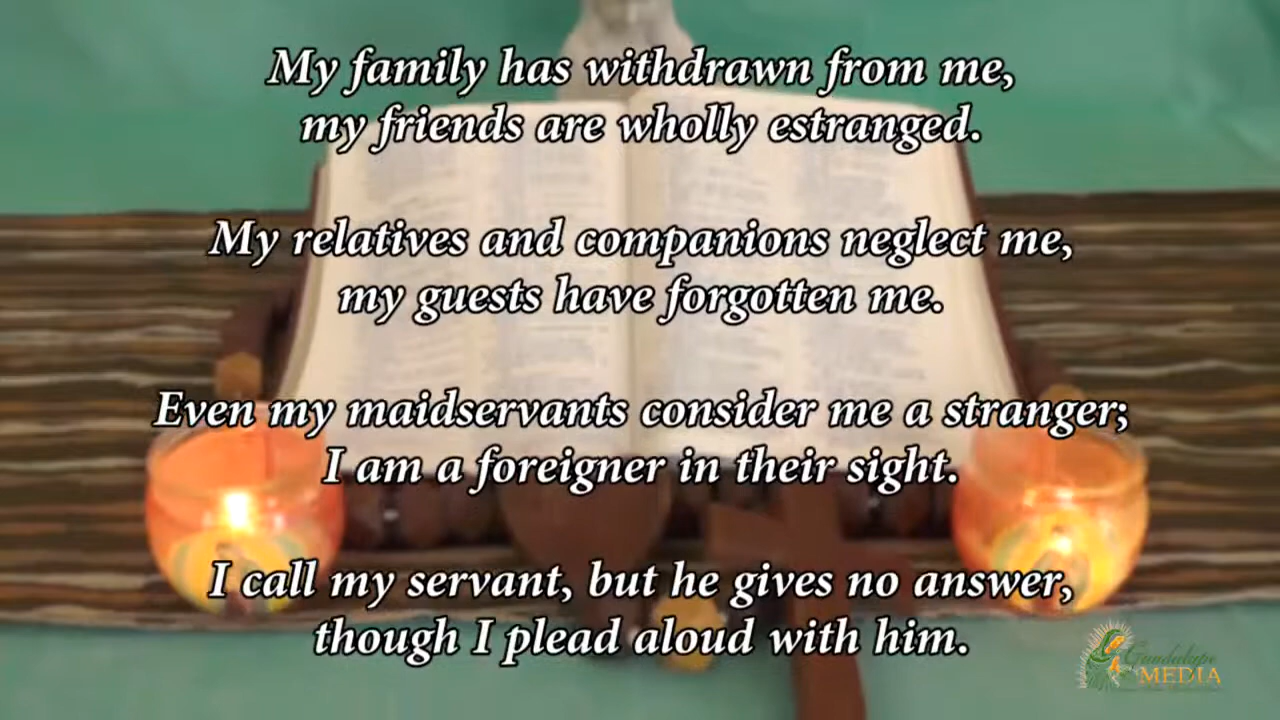 My family has withdrawn from me,
my friends are wholly estranged.
My relatives and companions neglect me,
my guests have forgotten me.
Even my maidservants consider me a stranger;
I am a foreigner in their sight.
I call my servant, but he gives no answer,
though I plead aloud with him.
Guadalupe
MEDIA